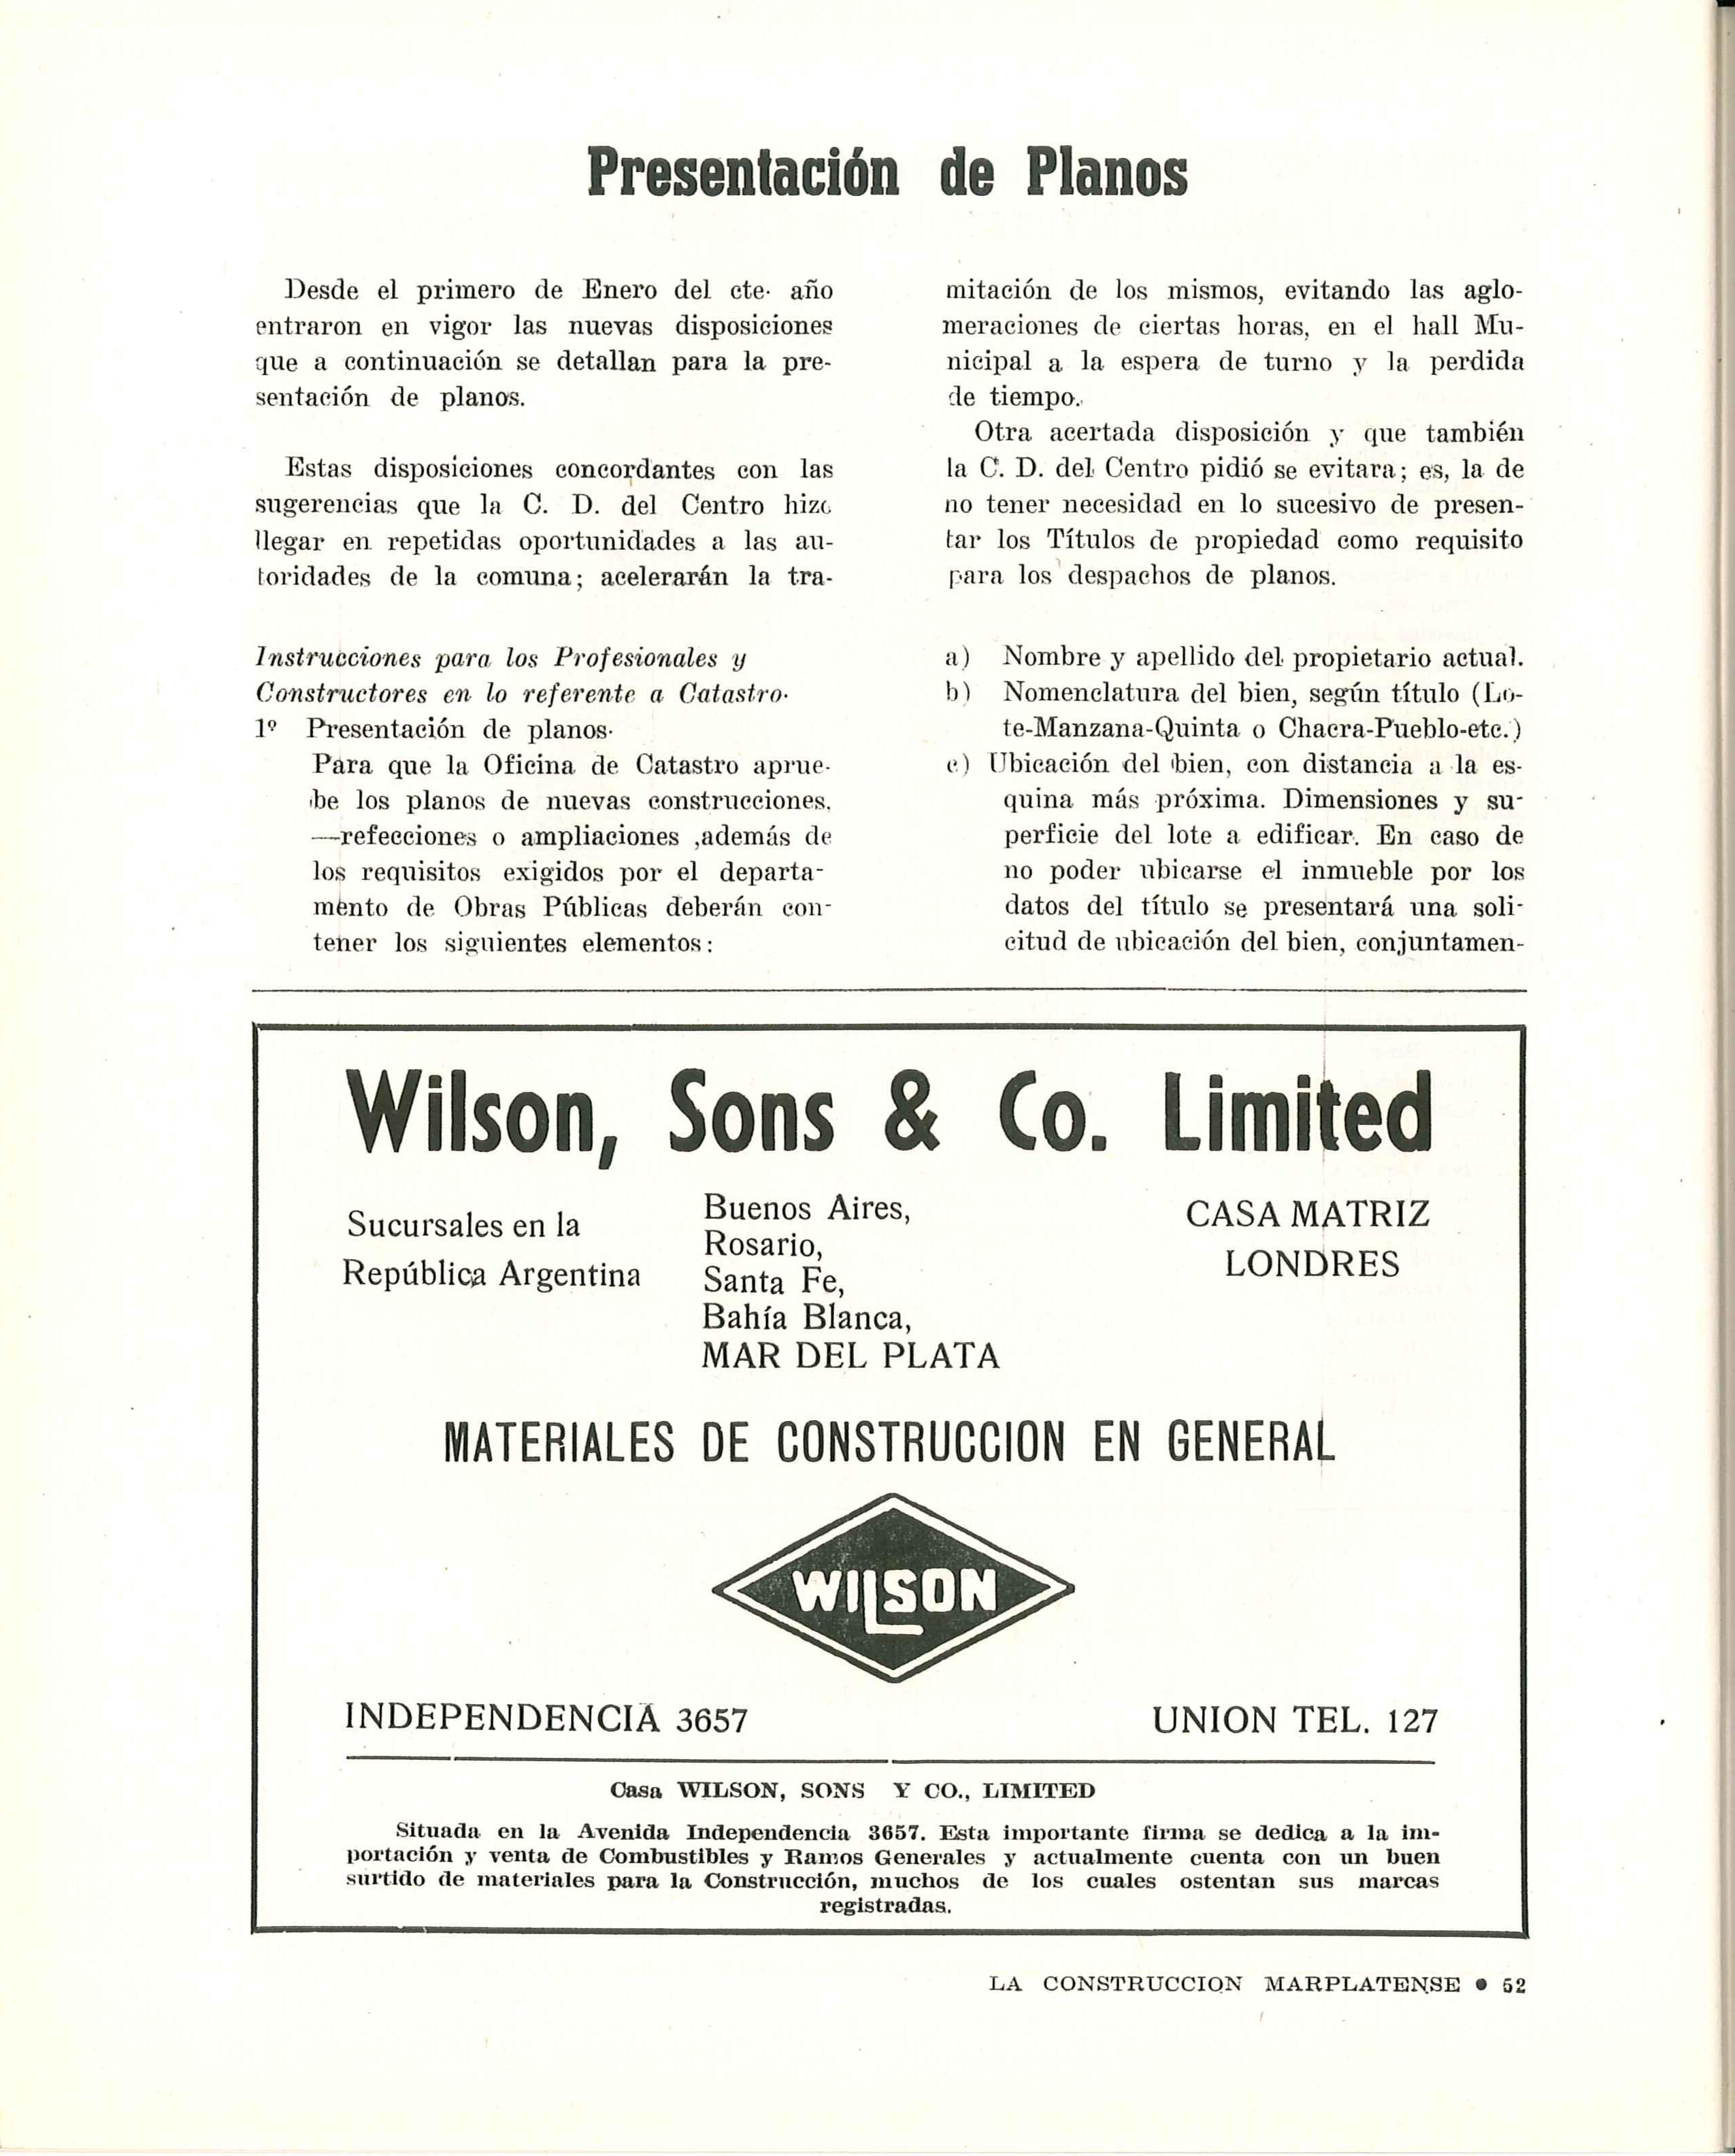 Presentación de Planos
Desde el primero de Enero del cte. año
entraron en vigor las nuevas disposiciones
que a continuación se detallan para la pre-
sentación de planos.
Estas disposiciones concordantes con las
sugerencias que la C. D. del Centro hizo
llegar en repetidas oportunidades a las au-
toridades de la comuna; acelerarán la tra-
mitación de los mismos, evitando las aglo-
meraciones de ciertas horas, en el hall Mu-
nicipal a la espera de turno y la perdida
de tiempo.
Otra acertada disposición y que también
la C. D. del Centro pidió se evitara; es, la de
no tener necesidad en lo sucesivo de presen-
tar los Títulos de propiedad como requisito
para los despachos de planos.
Instrucciones para los Profesionales y
Constructores en lo referente a Catastro.
1º Presentación de planos.
Para que la Oficina de Catastro aprue-
be los planos de nuevas construcciones,
—refecciones o ampliaciones ,además de
los requisitos exigidos por el departa-
mento de Obras Públicas deberán con-
tener los siguientes elementos:
a) Nombre y apellido del propietario actual.
b) Nomenclatura del bien, según título (Lo-
te-Manzana-Quinta o Chacra-Pueblo-etc.)
c) Ubicación del bien, con distancia a la es-
quina más próxima. Dimensiones y su-
perficie del lote a edificar. En caso de
no poder ubicarse el inmueble por los
datos del título se presentará una soli-
citud de ubicación del bien, conjuntamen-
Wilson, Sons & Co. Limited
Sucursales en la
República Argentina
Buenos Aires,
Rosario,
Santa Fe,
Bahía Blanca,
MAR DEL PLATA
CASA MATRIZ
LONDRES
MATERIALES DE CONSTRUCCION EN GENERAL
WILSON
INDEPENDENCIA 3657
UNION TEL. 127
Casa WILSON, SONS Y CO., LIMITED
Situada en la Avenida Independencia 3657. Esta importante firma se dedica a la im-
portación y venta de Combustibles y Ramos Generales y actualmente cuenta con un buen
surtido de materiales para la Construcción, muchos de los cuales ostentan sus marcas
registradas.
LA CONSTRUCCION MARPLATENSE • 52